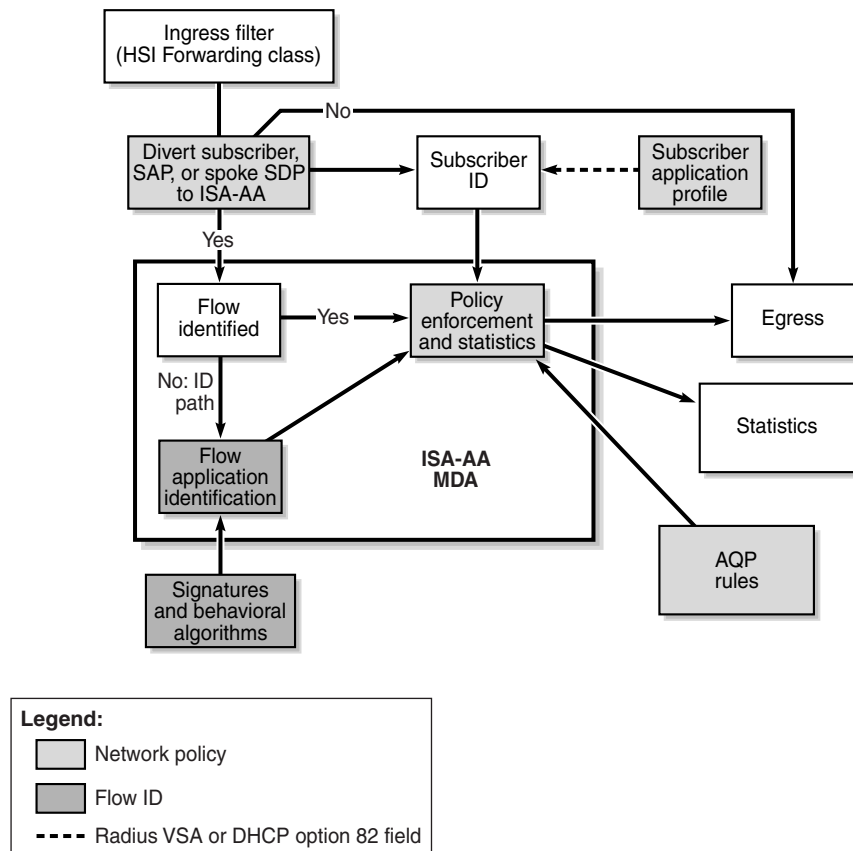 Ingress filter
(HSI Forwarding class)
No
Divert subscriber,
SAP, or spoke SDP
to ISA-AA
Subscriber
ID
Subscriber
application
profile
Yes
Flow
identified
Yes
Policy
enforcement
and statistics
Egress
No: ID
path
Statistics
Flow
application
identification
ISA-AA
MDA
AQP
rules
Signatures
and behavioral
algorithms
Legend:
Network policy
Flow ID
Radius VSA or DHCP option 82 field